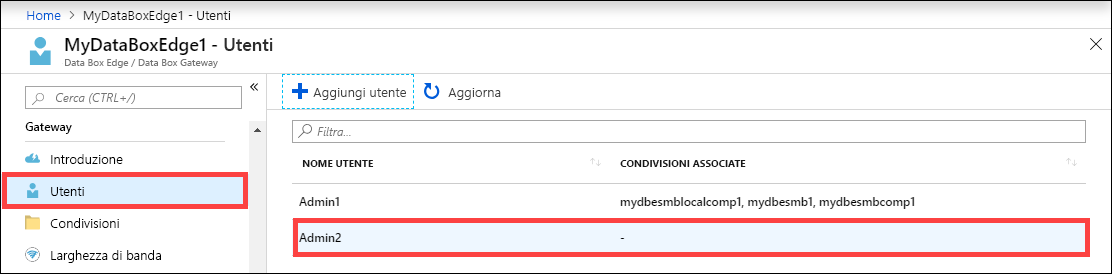 Home > MyDataBoxEdge1 - Utenti
MyDataBoxEdge1 - Utenti
Data Box Edge / Data Box Gateway
Cerca (CTRL+/)
Gateway
Introduzione
Utenti
Condivisioni
Larghezza di banda
Aggiungi utente Aggiorna
Filtra...
NOME UTENTE CONDIVISIONI ASSOCIATE
Admin1 mydbesmblocalcomp1, mydbesmb1, mydbesmbcomp1
Admin2 -